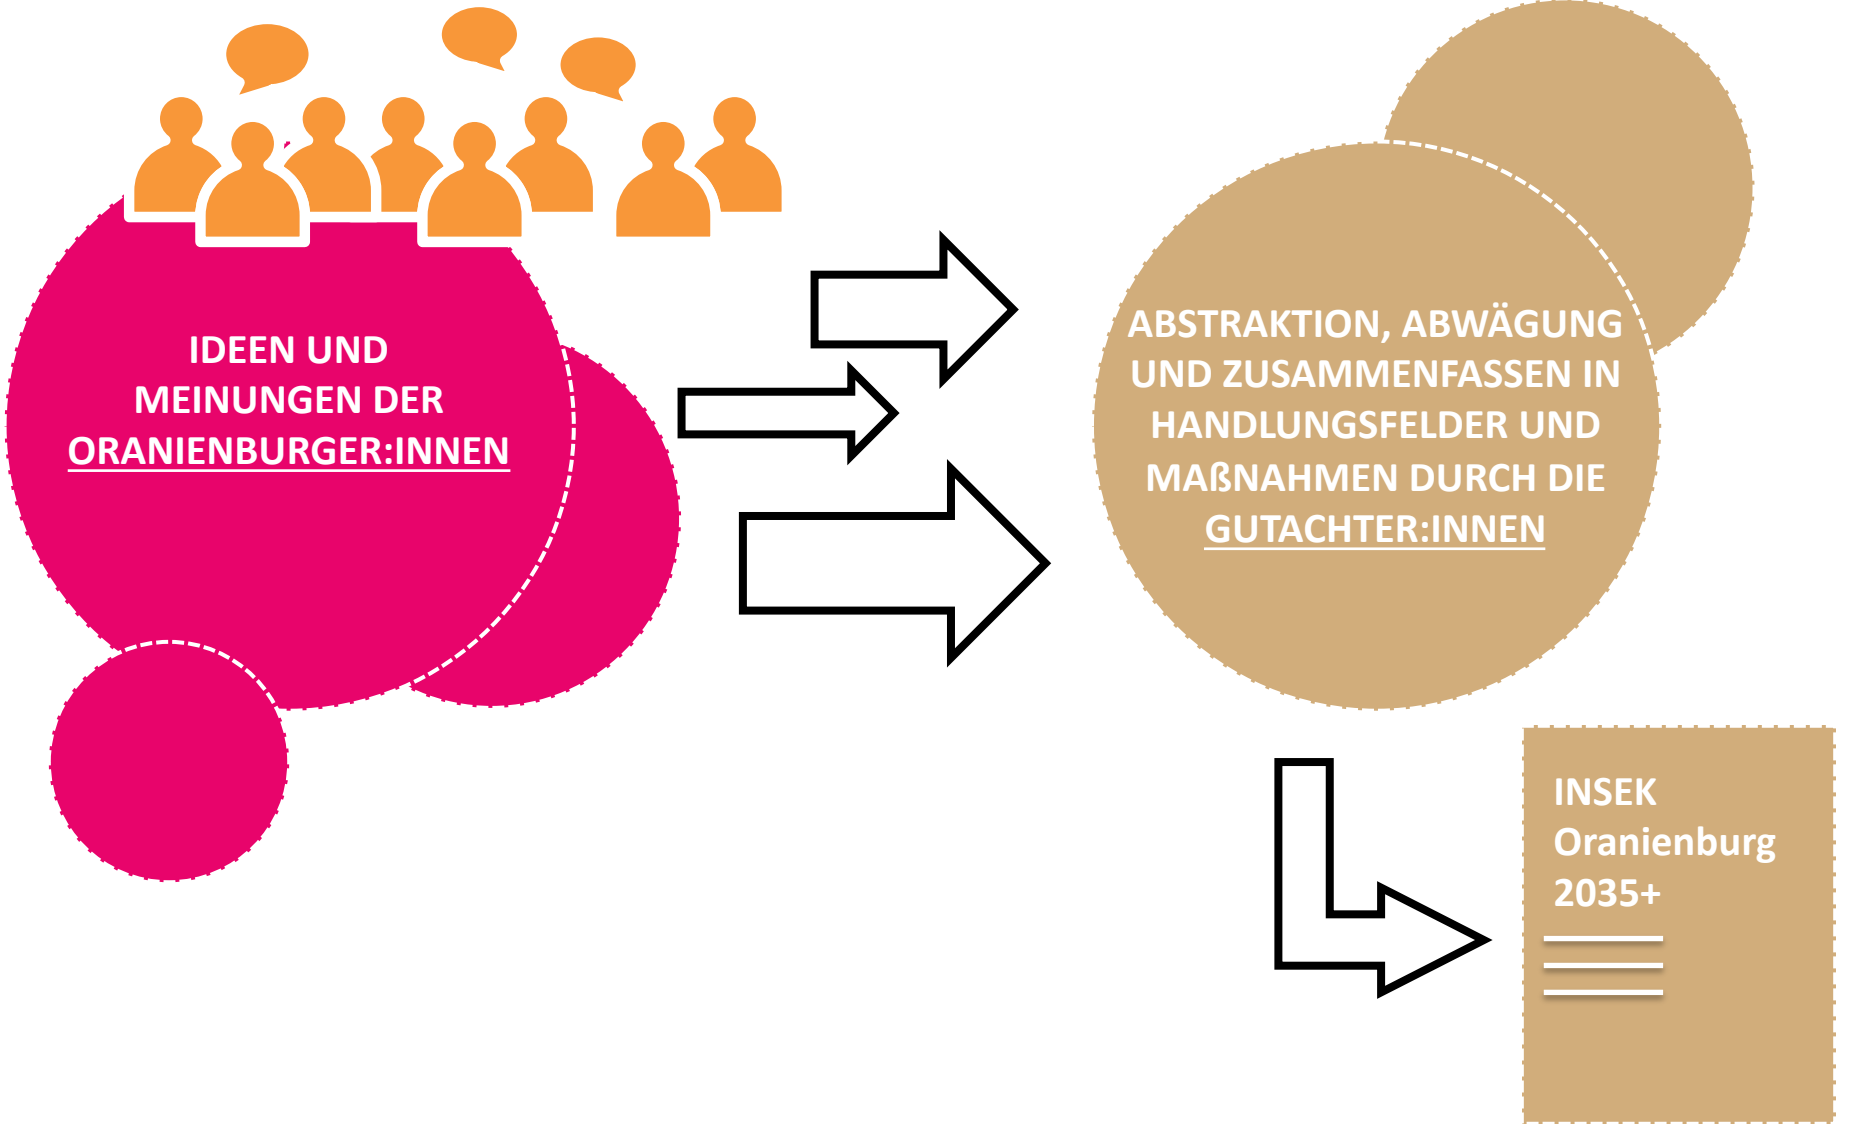 IDEEN UND
MEINUNGEN DER
ORANIENBURGER:INNEN
ABSTRAKTION, ABWÄGUNG
UND ZUSAMMENFASSEN IN
HANDLUNGSFELDER UND
MAßNAHMEN DURCH DIE
GUTACHTER:INNEN
INSEK
Oranienburg
2035+